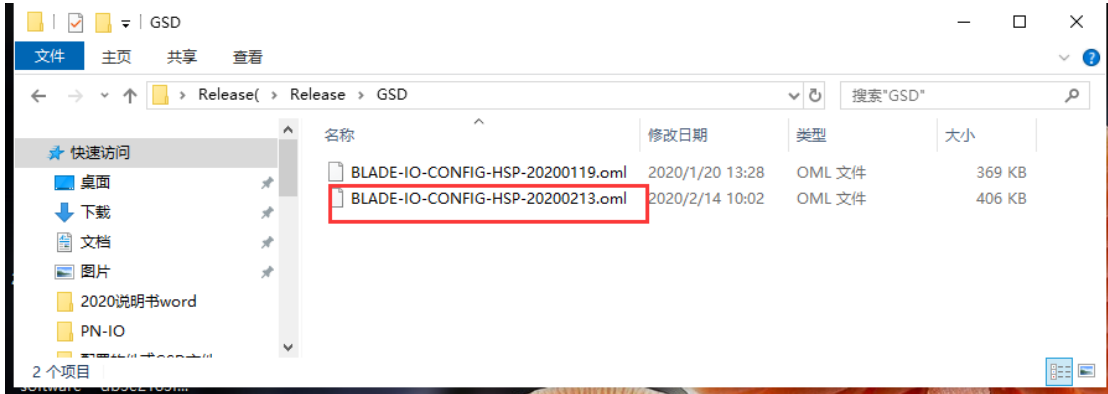 GSD
文件 主页 共享 查看
Release( › Release › GSD 搜索"GSD"
名称 修改日期 类型 大小
快速访问
BLADE-IO-CONFIG-HSP-20200119.oml 2020/1/20 13:28 OML 文件 369 KB
桌面
BLADE-IO-CONFIG-HSP-20200213.oml 2020/2/14 10:02 OML 文件 406 KB
下载
文档
图片
2020说明书word
PN-IO
2 个项目